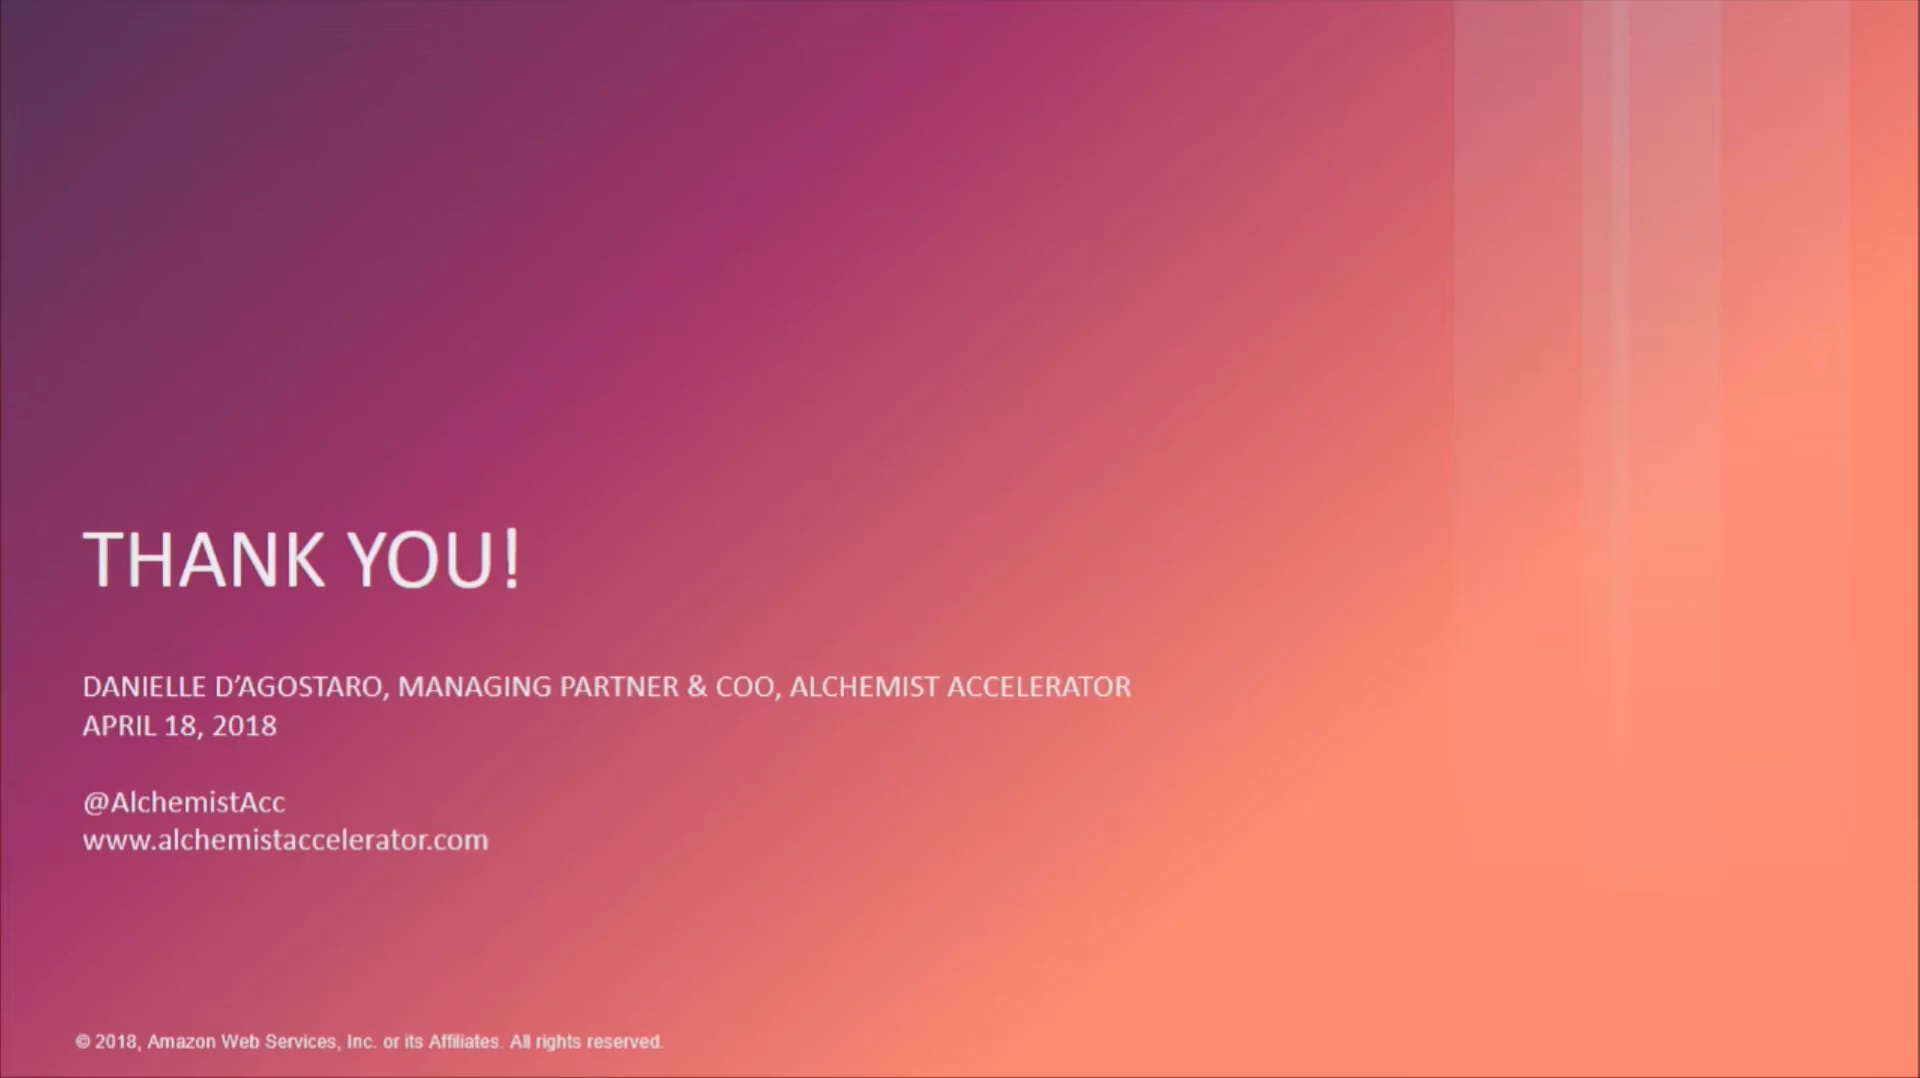 THANK YOU!
DANIELLE D’AGOSTARO, MANAGING PARTNER & COO, ALCHEMIST ACCELERATOR
APRIL 18, 2018
@AlchemistAcc
www.alchemistaccelerator.com
© 2018, Amazon Web Services, Inc. or its Affiliates. All rights reserved.